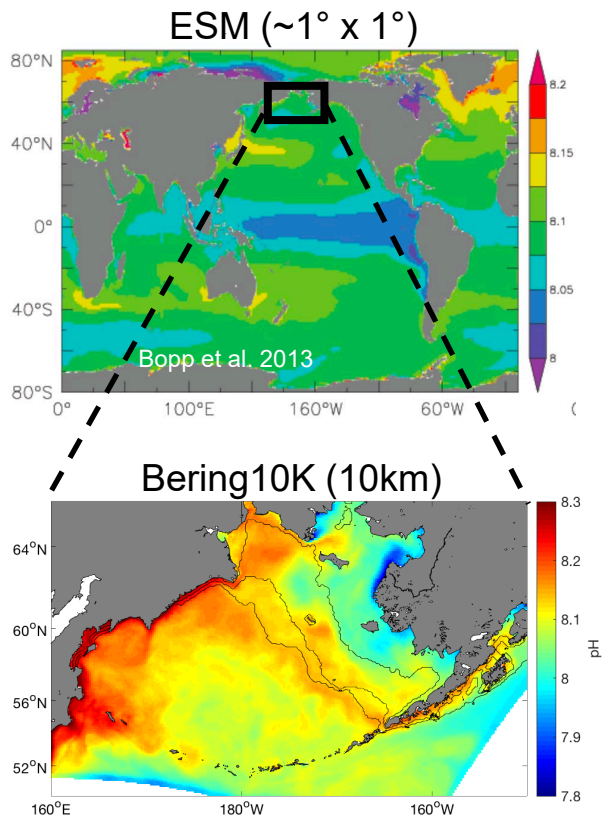 ESM (~1° x 1°)
80°N
40°N
0°
40°S
80°S
0° 100°E 160°W 60°W 0
8.2
8.15
8.1
8.05
8
Bopp et al. 2013
Bering10K (10km)
64°N
60°N
56°N
52°N
160°E 180°W 160°W
8.3
8.2
8.1
8
7.9
7.8
pH